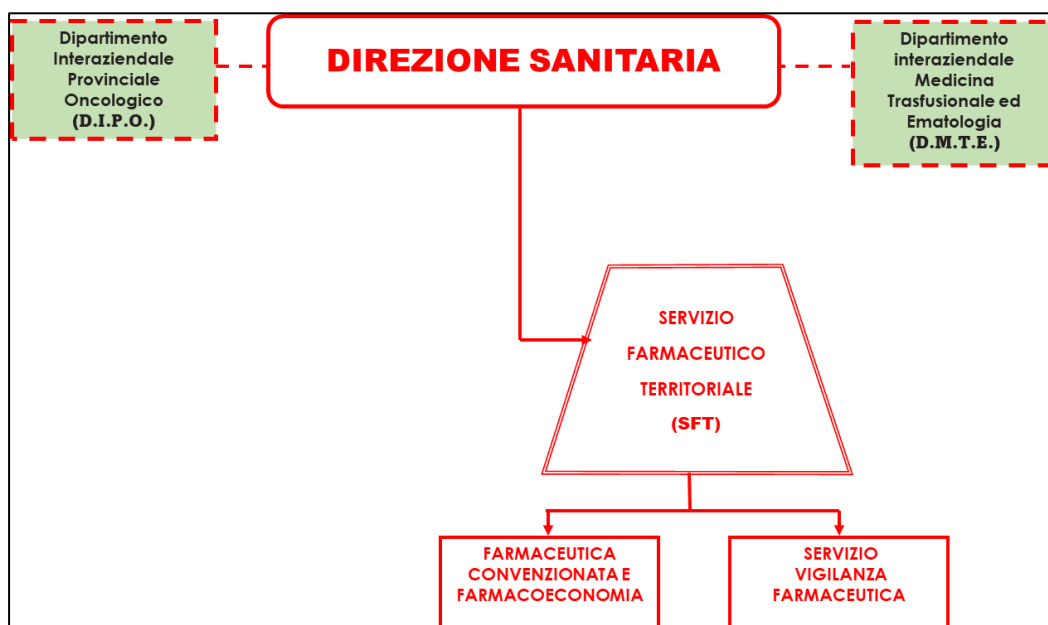 Dipartimento
Interaziendale
Provinciale
Oncologico
(D.I.P.O.)
DIREZIONE SANITARIA
Dipartimento
interaziendale
Medicina
Trasfusionale ed
Ematologia
(D.M.T.E.)
SERVIZIO
FARMACEUTICO
TERRITORIALE
(SFT)
FARMACEUTICA
CONVENZIONATA E
FARMACOECONOMIA
SERVIZIO
VIGILANZA
FARMACEUTICA